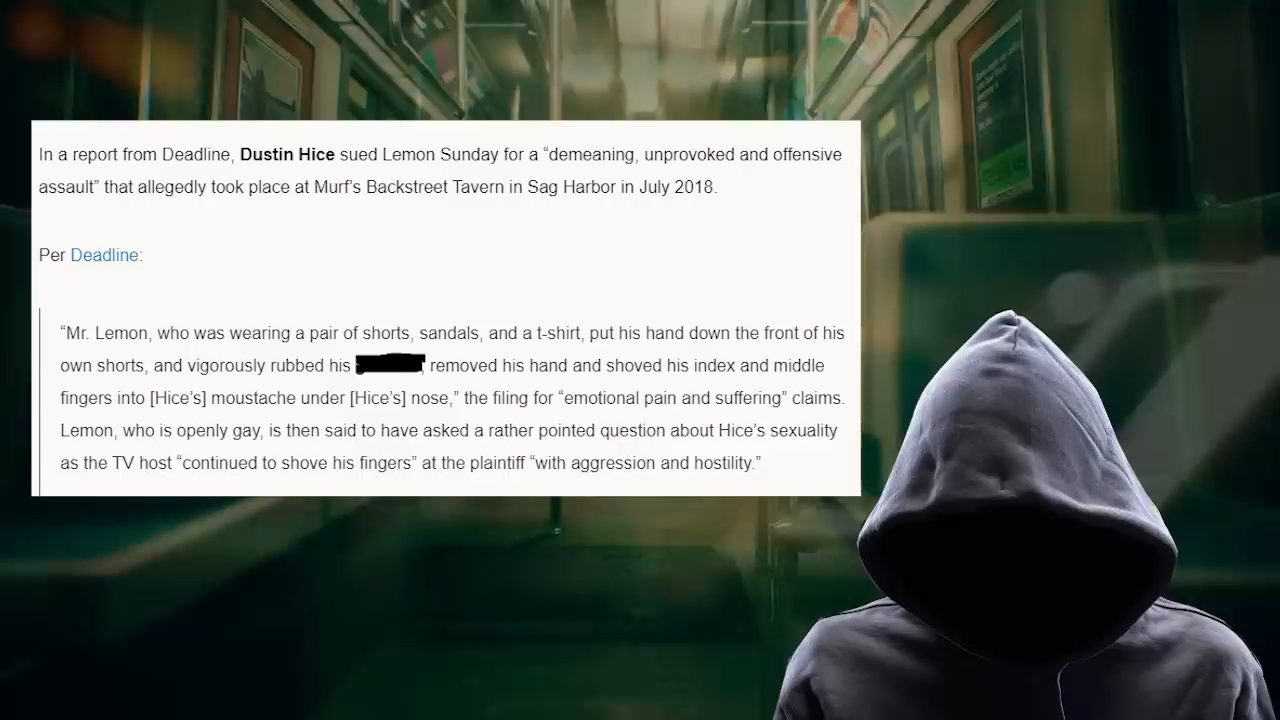 In a report from Deadline, Dustin Hice sued Lemon Sunday for a “demeaning, unprovoked and offensive
assault” that allegedly took place at Murf’s Backstreet Tavern in Sag Harbor in July 2018.
Per Deadline:
“Mr. Lemon, who was wearing a pair of shorts, sandals, and a t-shirt, put his hand down the front of his
own shorts, and vigorously rubbed his , removed his hand and shoved his index and middle
fingers into [Hice’s] moustache under [Hice’s] nose,” the filing for “emotional pain and suffering” claims.
Lemon, who is openly gay, is then said to have asked a rather pointed question about Hice’s sexuality
as the TV host “continued to shove his fingers” at the plaintiff “with aggression and hostility.”